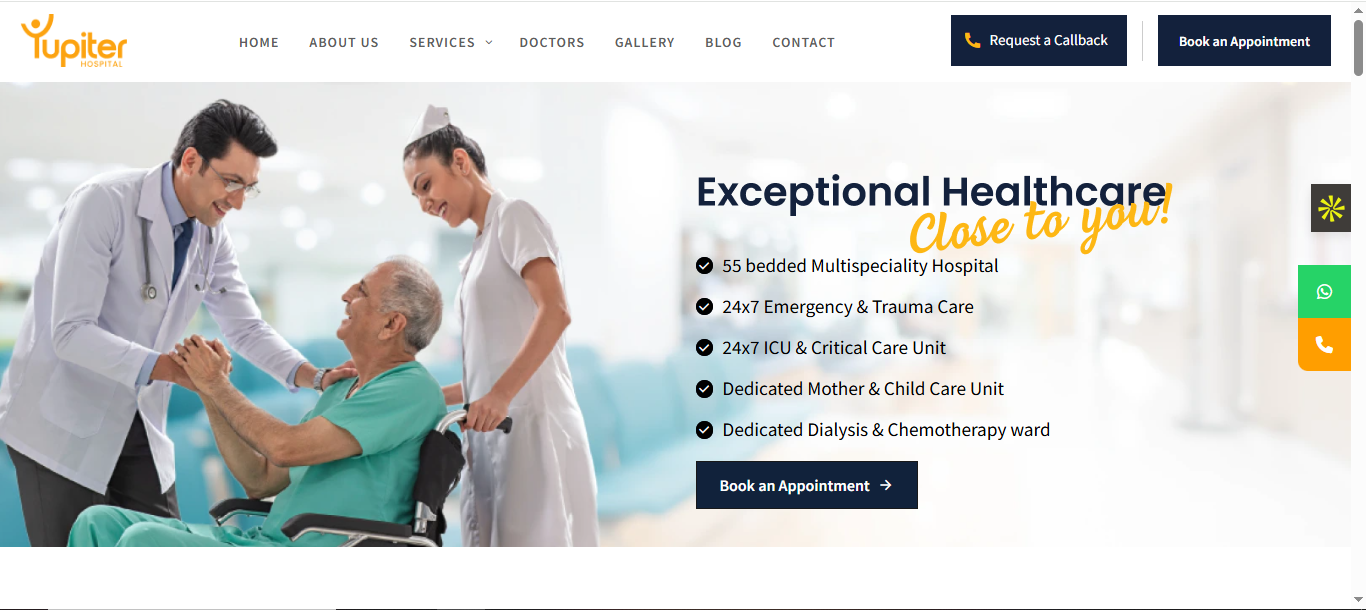 Yupiter
HOSPITAL
HOME ABOUT US SERVICES DOCTORS GALLERY BLOG CONTACT
Request a Callback
Book an Appointment
Exceptional Healthcare
Close to you!
55 bedded Multispeciality Hospital
24x7 Emergency & Trauma Care
24x7 ICU & Critical Care Unit
Dedicated Mother & Child Care Unit
Dedicated Dialysis & Chemotherapy ward
Book an Appointment